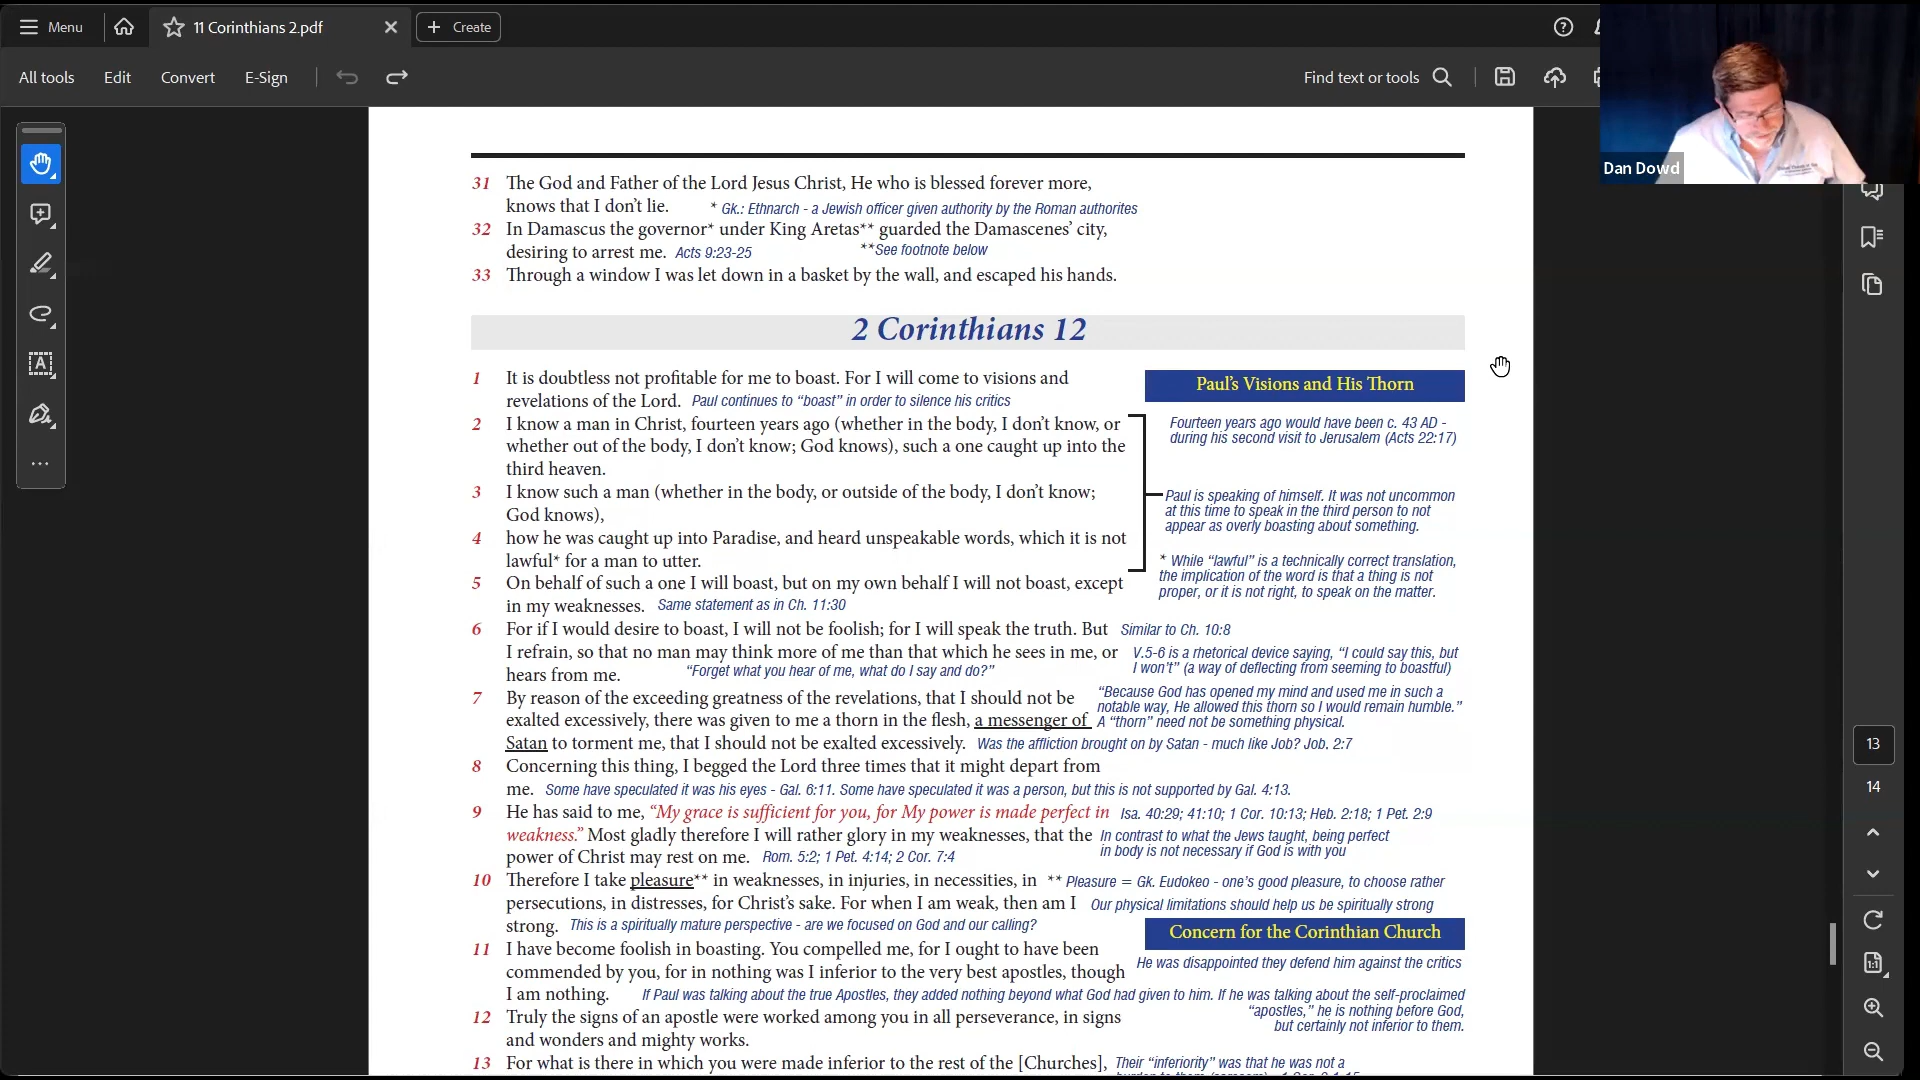 Menu
11 Corinthians 2.pdf
Create
All tools
Edit
Convert
E-Sign
Find text or tools
Dan Dowd
31 The God and Father of the Lord Jesus Christ, He who is blessed forever more,
knows that I don’t lie. * Gk.: Ethnarch - a Jewish officer given authority by the Roman authorites
32 In Damascus the governor* under King Aretas** guarded the Damascenes’ city,
desiring to arrest me. Acts 9:23-25 **See footnote below
33 Through a window I was let down in a basket by the wall, and escaped his hands.
2 Corinthians 12
1 It is doubtless not profitable for me to boast. For I will come to visions and
revelations of the Lord. Paul continues to “boast” in order to silence his critics
Paul’s Visions and His Thorn
2 I know a man in Christ, fourteen years ago (whether in the body, I don’t know, or
whether out of the body, I don’t know; God knows), such a one caught up into the
third heaven.
Fourteen years ago would have been c. 43 AD -
during his second visit to Jerusalem (Acts 22:17)
3 I know such a man (whether in the body, or outside of the body, I don’t know;
God knows),
Paul is speaking of himself. It was not uncommon
at this time to speak in the third person to not
appear as overly boasting about something.
4 how he was caught up into Paradise, and heard unspeakable words, which it is not
lawful* for a man to utter.
* While “lawful” is a technically correct translation,
the implication of the word is that a thing is not
proper, or it is not right, to speak on the matter.
5 On behalf of such a one I will boast, but on my own behalf I will not boast, except
in my weaknesses. Same statement as in Ch. 11:30
6 For if I would desire to boast, I will not be foolish; for I will speak the truth. But Similar to Ch. 10:8
I refrain, so that no man may think more of me than that which he sees in me, or
hears from me. “Forget what you hear of me, what do I say and do?”
V.5-6 is a rhetorical device saying, “I could say this, but
I won’t” (a way of deflecting from seeming to boastful)
7 By reason of the exceeding greatness of the revelations, that I should not be
exalted excessively, there was given to me a thorn in the flesh, a messenger of
Satan to torment me, that I should not be exalted excessively. Was the affliction brought on by Satan - much like Job? Job. 2:7
“Because God has opened my mind and used me in such a
notable way, He allowed this thorn so I would remain humble.”
A “thorn” need not be something physical.
8 Concerning this thing, I begged the Lord three times that it might depart from
me. Some have speculated it was his eyes - Gal. 6:11. Some have speculated it was a person, but this is not supported by Gal. 4:13.
9 He has said to me, “My grace is sufficient for you, for My power is made perfect in Isa. 40:29; 41:10; 1 Cor. 10:13; Heb. 2:18; 1 Pet. 2:9
weakness.” Most gladly therefore I will rather glory in my weaknesses, that the
power of Christ may rest on me. Rom. 5:2; 1 Pet. 4:14; 2 Cor. 7:4
In contrast to what the Jews taught, being perfect
in body is not necessary if God is with you
10 Therefore I take pleasure** in weaknesses, in injuries, in necessities, in ** Pleasure = Gk. Eudokeo - one’s good pleasure, to choose rather
persecutions, in distresses, for Christ’s sake. For when I am weak, then am I Our physical limitations should help us be spiritually strong
strong. This is a spiritually mature perspective - are we focused on God and our calling?
Concern for the Corinthian Church
11 I have become foolish in boasting. You compelled me, for I ought to have been
commended by you, for in nothing was I inferior to the very best apostles, though He was disappointed they defend him against the critics
I am nothing. If Paul was talking about the true Apostles, they added nothing beyond what God had given to him. If he was talking about the self-proclaimed
“apostles,” he is nothing before God,
but certainly not inferior to them.
12 Truly the signs of an apostle were worked among you in all perseverance, in signs
and wonders and mighty works.
13 For what is there in which you were made inferior to the rest of the [Churches], Their “inferiority” was that he was not a
13
14